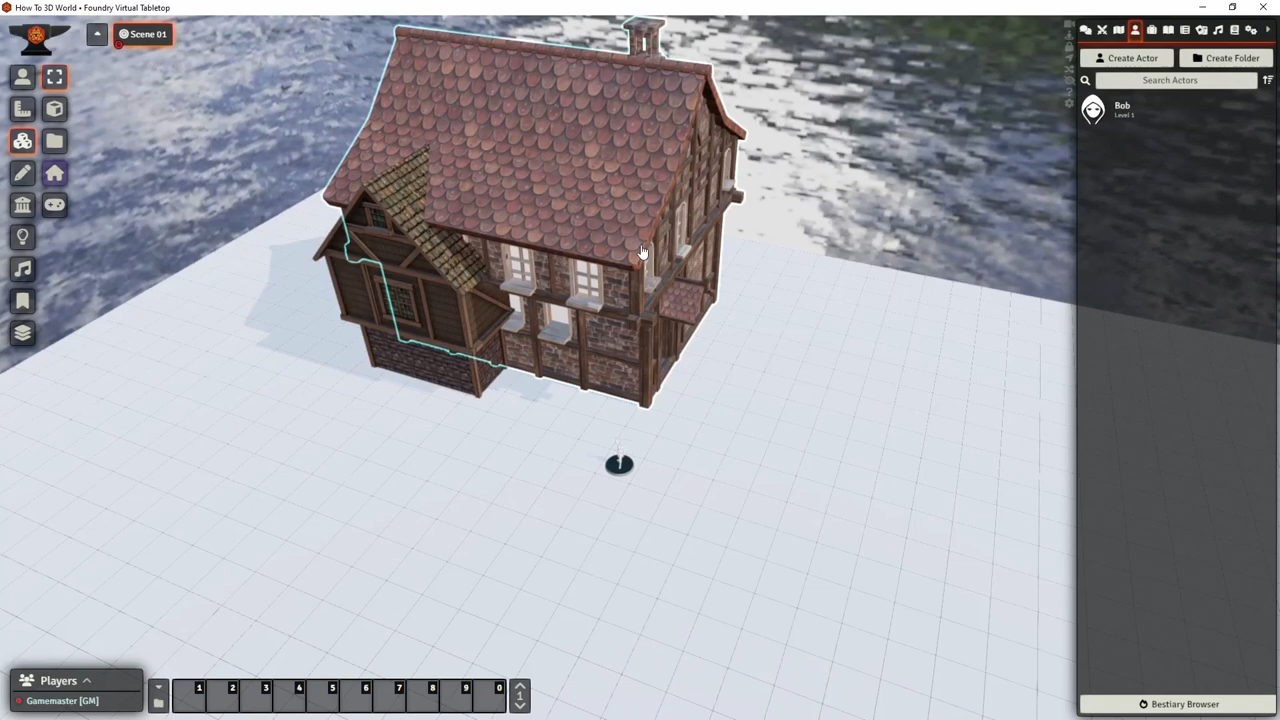 How To 3D World • Foundry Virtual Tabletop
Scene 01
Create Actor
Create Folder
Search Actors
Bob
Level 1
Players
Gamemaster [GM]
1 2 3 4 5 6 7 8 9 0
1
Bestiary Browser